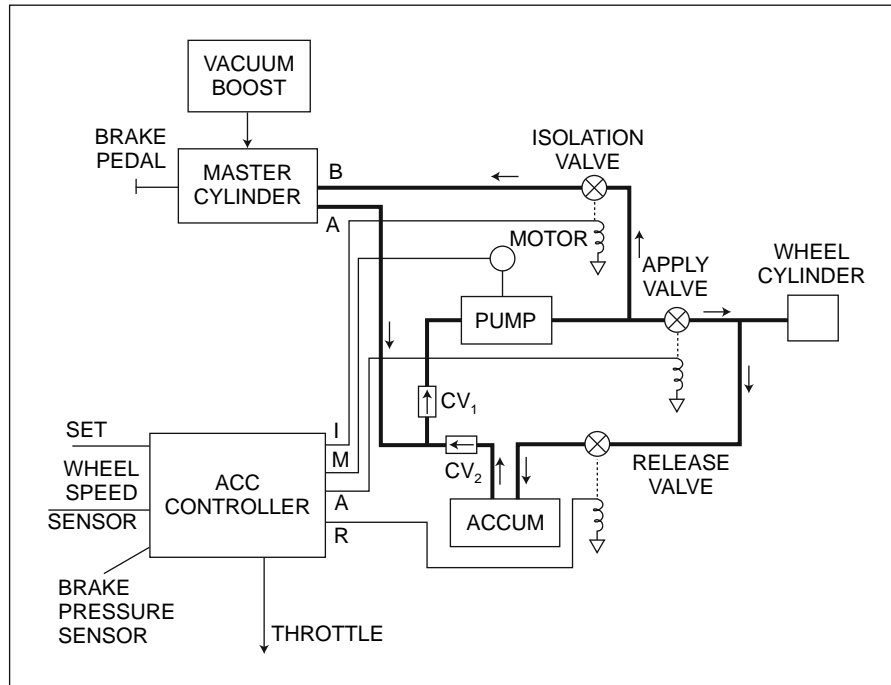 VACUUM
BOOST
BRAKE
PEDAL
MASTER
CYLINDER
B
A
ISOLATION
VALVE
MOTOR
APPLY
VALVE
WHEEL
CYLINDER
PUMP
CV1
CV2
ACCUM
RELEASE
VALVE
SET
WHEEL
SPEED
SENSOR
BRAKE
PRESSURE
SENSOR
ACC
CONTROLLER
I
M
A
R
THROTTLE